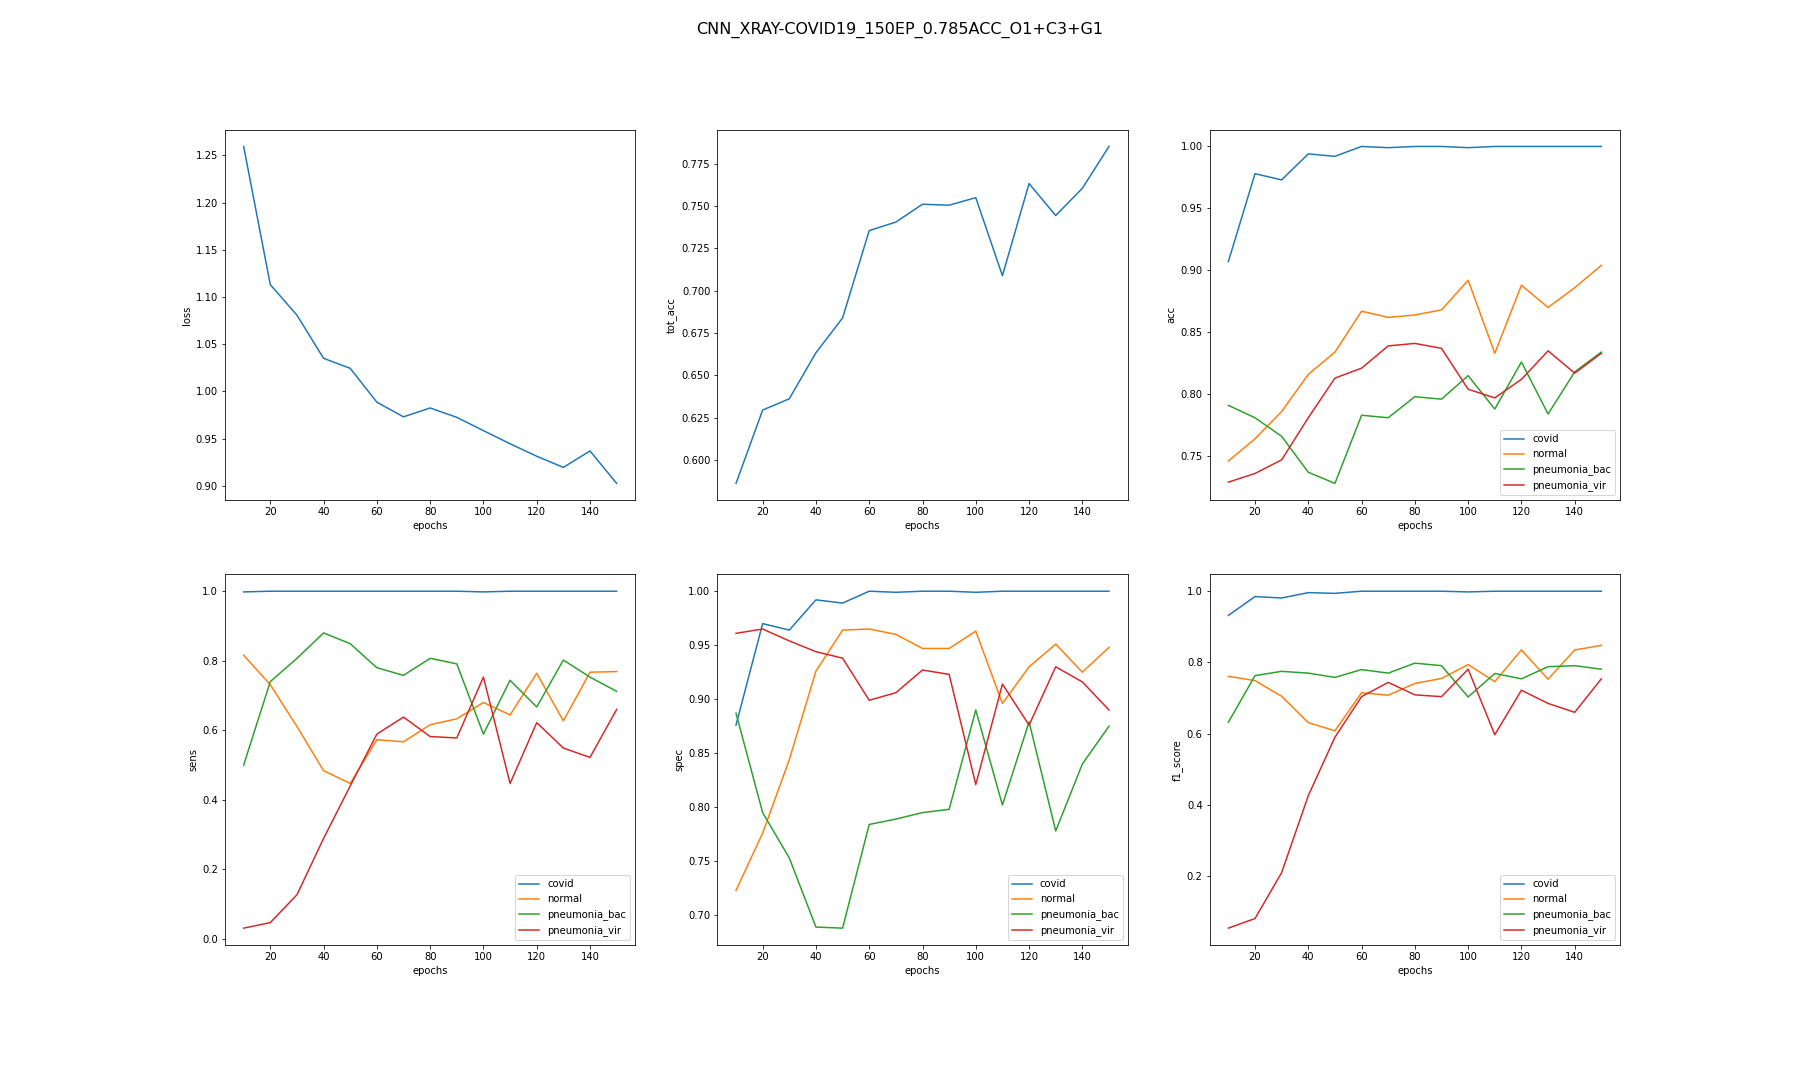 CNN_XRAY-COVID19_150EP_0.785ACC_O1+C3+G1
1.25
1.20
1.15
1.10
1.05
1.00
0.95
0.90
loss
20 40 60 80 100 120 140
epochs
0.775
0.750
0.725
0.700
0.675
0.650
0.625
0.600
tot_acc
20 40 60 80 100 120 140
epochs
1.00
0.95
0.90
0.85
0.80
0.75
acc
covid
normal
pneumonia_bac
pneumonia_vir
20 40 60 80 100 120 140
epochs
1.0
0.8
0.6
0.4
0.2
0.0
sens
covid
normal
pneumonia_bac
pneumonia_vir
20 40 60 80 100 120 140
epochs
1.00
0.95
0.90
0.85
0.80
0.75
0.70
spec
covid
normal
pneumonia_bac
pneumonia_vir
20 40 60 80 100 120 140
epochs
1.0
0.8
0.6
0.4
0.2
f1_score
covid
normal
pneumonia_bac
pneumonia_vir
20 40 60 80 100 120 140
epochs